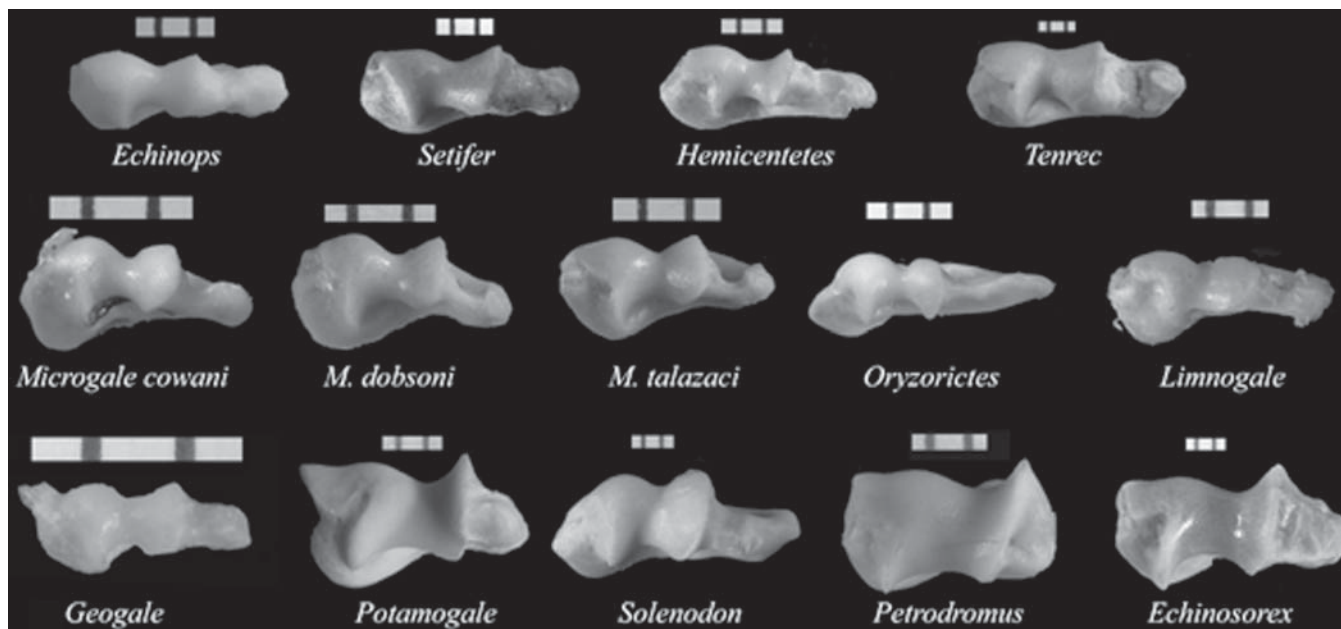 Echinops Setifer Hemicentetes Tenrec
Microgale cowani M. dobsoni M. talazaci Oryzorictes Limnogale
Geogale Potamogale Solenodon Petrodromus Echinosorex